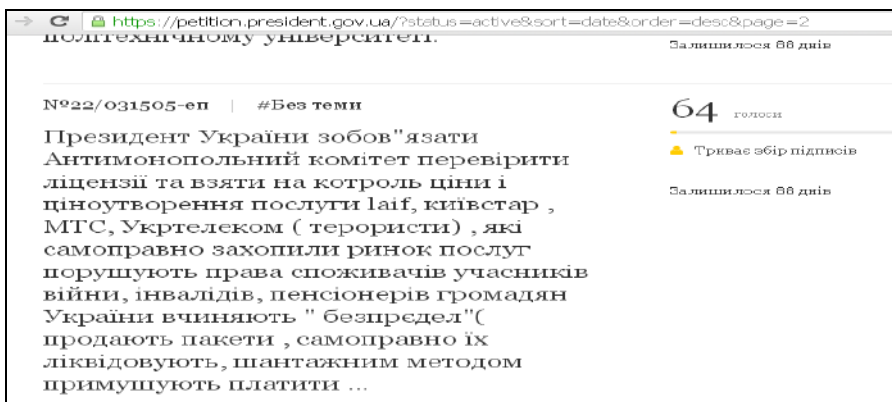 https://petition.president.gov.ua/?status=active&sort=date&order=desc&page=2
політехнічному університеті.
Залишилося 88 днів
№22/031505-еп | #Без теми
64 голоси
Президент України зобов"язати
Антимонопольний комітет перевірити
ліцензії та взяти на котроль ціни і
ціноутворення послуги laif, київстар ,
МТС, Укртелеком ( терористи) , які
самоправно захопили ринок послуг
порушують права споживачів учасників
війни, інвалідів, пенсіонерів громадян
України вчиняють " безпрєдел"(
продають пакети , самоправно їх
ліквідовують, шантажним методом
примушують платити ...
Триває збір підписів
Залишилося 88 днів